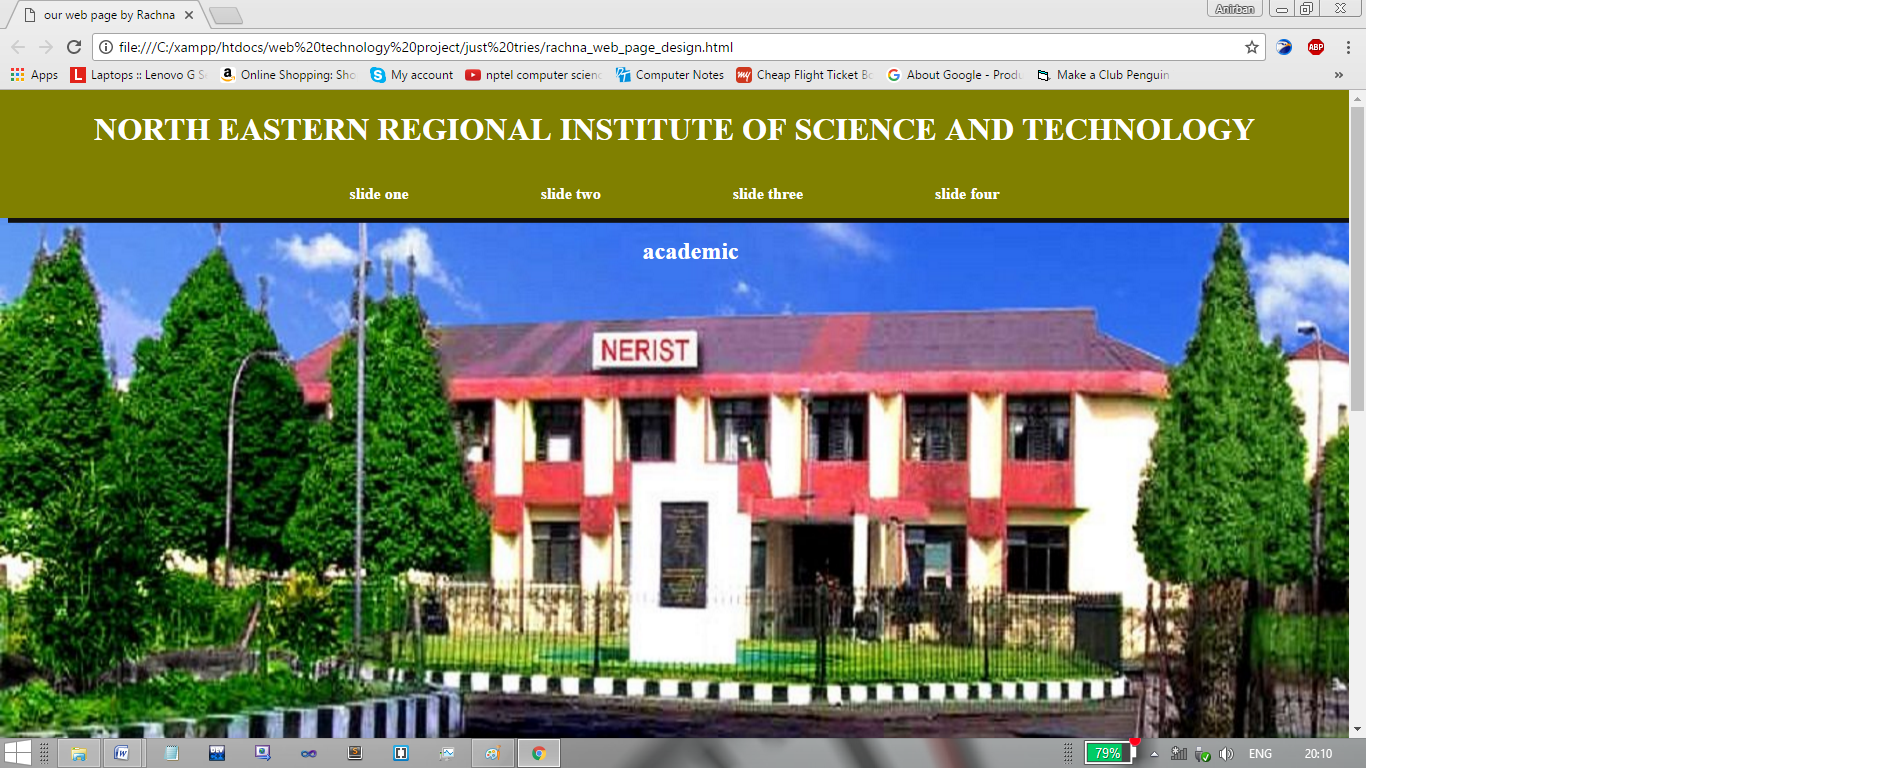 our web page by Rachna
Anirban
file:///C:/xampp/htdocs/web%20technology%20project/just%20tries/rachna_web_page_design.html
ABP
Apps
L
Laptops :: Lenovo G S
a
Online Shopping: Sho
My account
nptel computer scienc
Computer Notes
my
Cheap Flight Ticket Bo
G
About Google - Produ
Make a Club Penguin
NORTH EASTERN REGIONAL INSTITUTE OF SCIENCE AND TECHNOLOGY
slide one slide two slide three slide four
academic
NERIST
79%
ENG
20:10